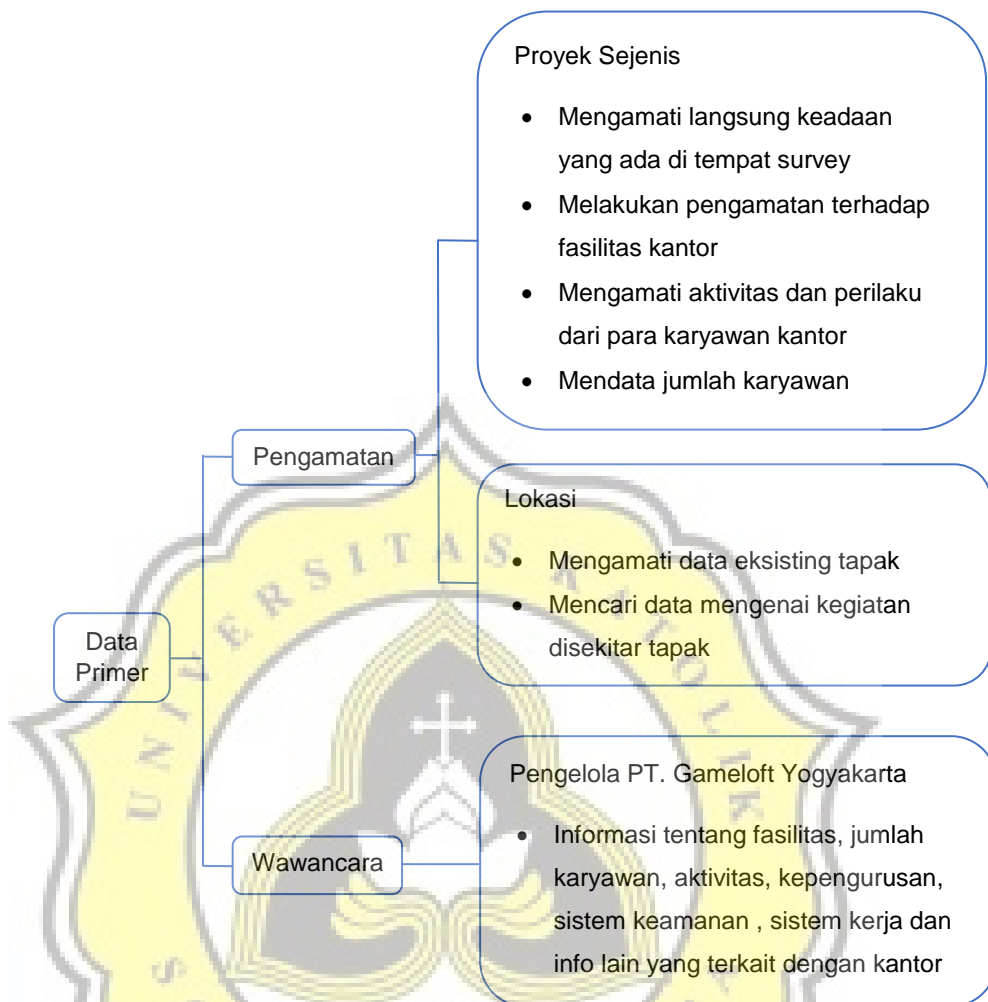 Proyek Sejenis
• Mengamati langsung keadaan
yang ada di tempat survey
• Melakukan pengamatan terhadap
fasilitas kantor
• Mengamati aktivitas dan perilaku
dari para karyawan kantor
• Mendata jumlah karyawan
Pengamatan
Lokasi
• Mengamati data eksisting tapak
• Mencari data mengenai kegiatan
disekitar tapak
Data
Primer
Pengelola PT. Gameloft Yogyakarta
• Informasi tentang fasilitas, jumlah
karyawan, aktivitas, kepengurusan,
sistem keamanan , sistem kerja dan
info lain yang terkait dengan kantor
Wawancara
UNIVERSITAS KATOLIK